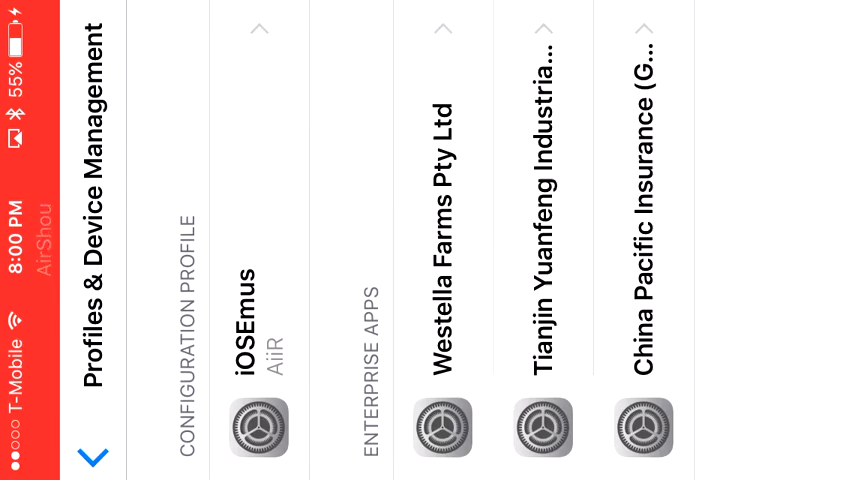 T-Mobile 8:00 PM 55%
AirShou
Profiles & Device Management
CONFIGURATION PROFILE
iOSEmus
AiiR
ENTERPRISE APPS
Westella Farms Pty Ltd
Tianjin Yuanfeng Industria...
China Pacific Insurance (G...